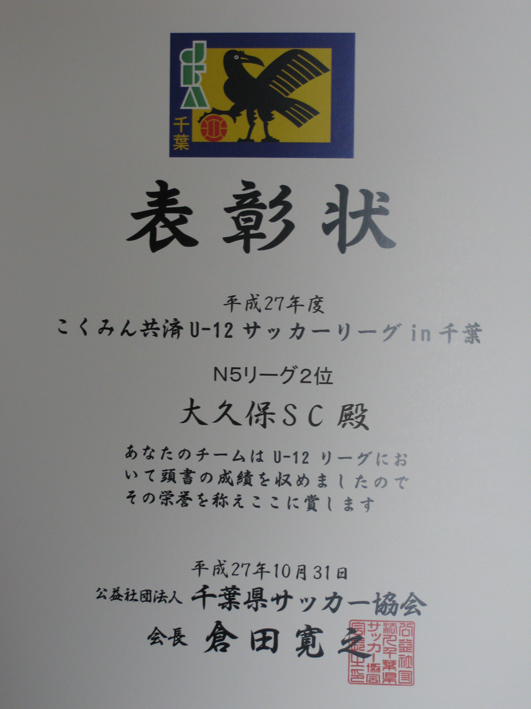 JFA
千葉
表彰状
平成27年度
こくみん共済 U-12 サッカーリーグ in 千葉
N5リーグ2位
大久保SC 殿
あなたのチームは U-12 リーグにお
いて頭書の成績を収めましたので
その栄誉を称えここに賞します
平成27年10月31日
公益社団法人 千葉県サッカー協会
会長 倉田寛之